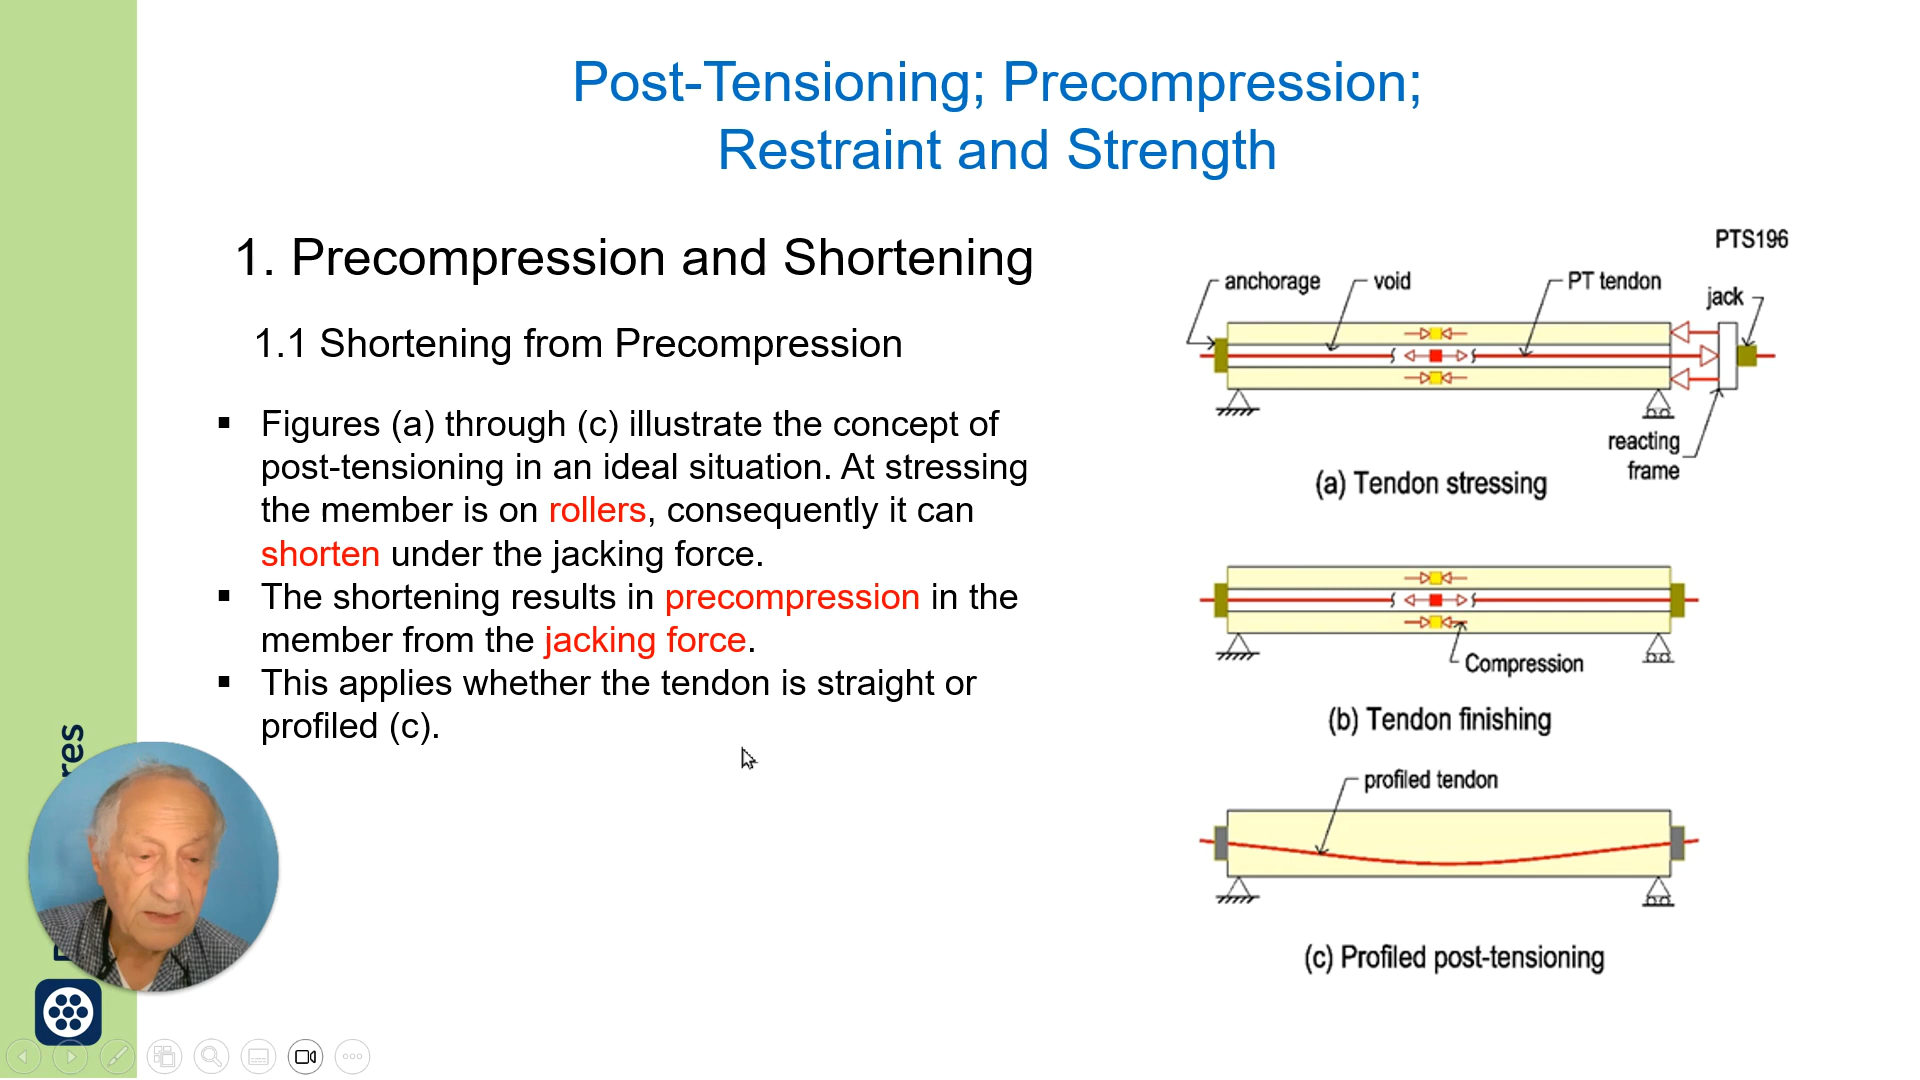 Post-Tensioning; Precompression;
Restraint and Strength
1. Precompression and Shortening
1.1 Shortening from Precompression
▪ Figures (a) through (c) illustrate the concept of
post-tensioning in an ideal situation. At stressing
the member is on rollers, consequently it can
shorten under the jacking force.
▪ The shortening results in precompression in the
member from the jacking force.
▪ This applies whether the tendon is straight or
profiled (c).
PTS196
anchorage
void
PT tendon
jack
reacting
frame
(a) Tendon stressing
Compression
(b) Tendon finishing
profiled tendon
(c) Profiled post-tensioning